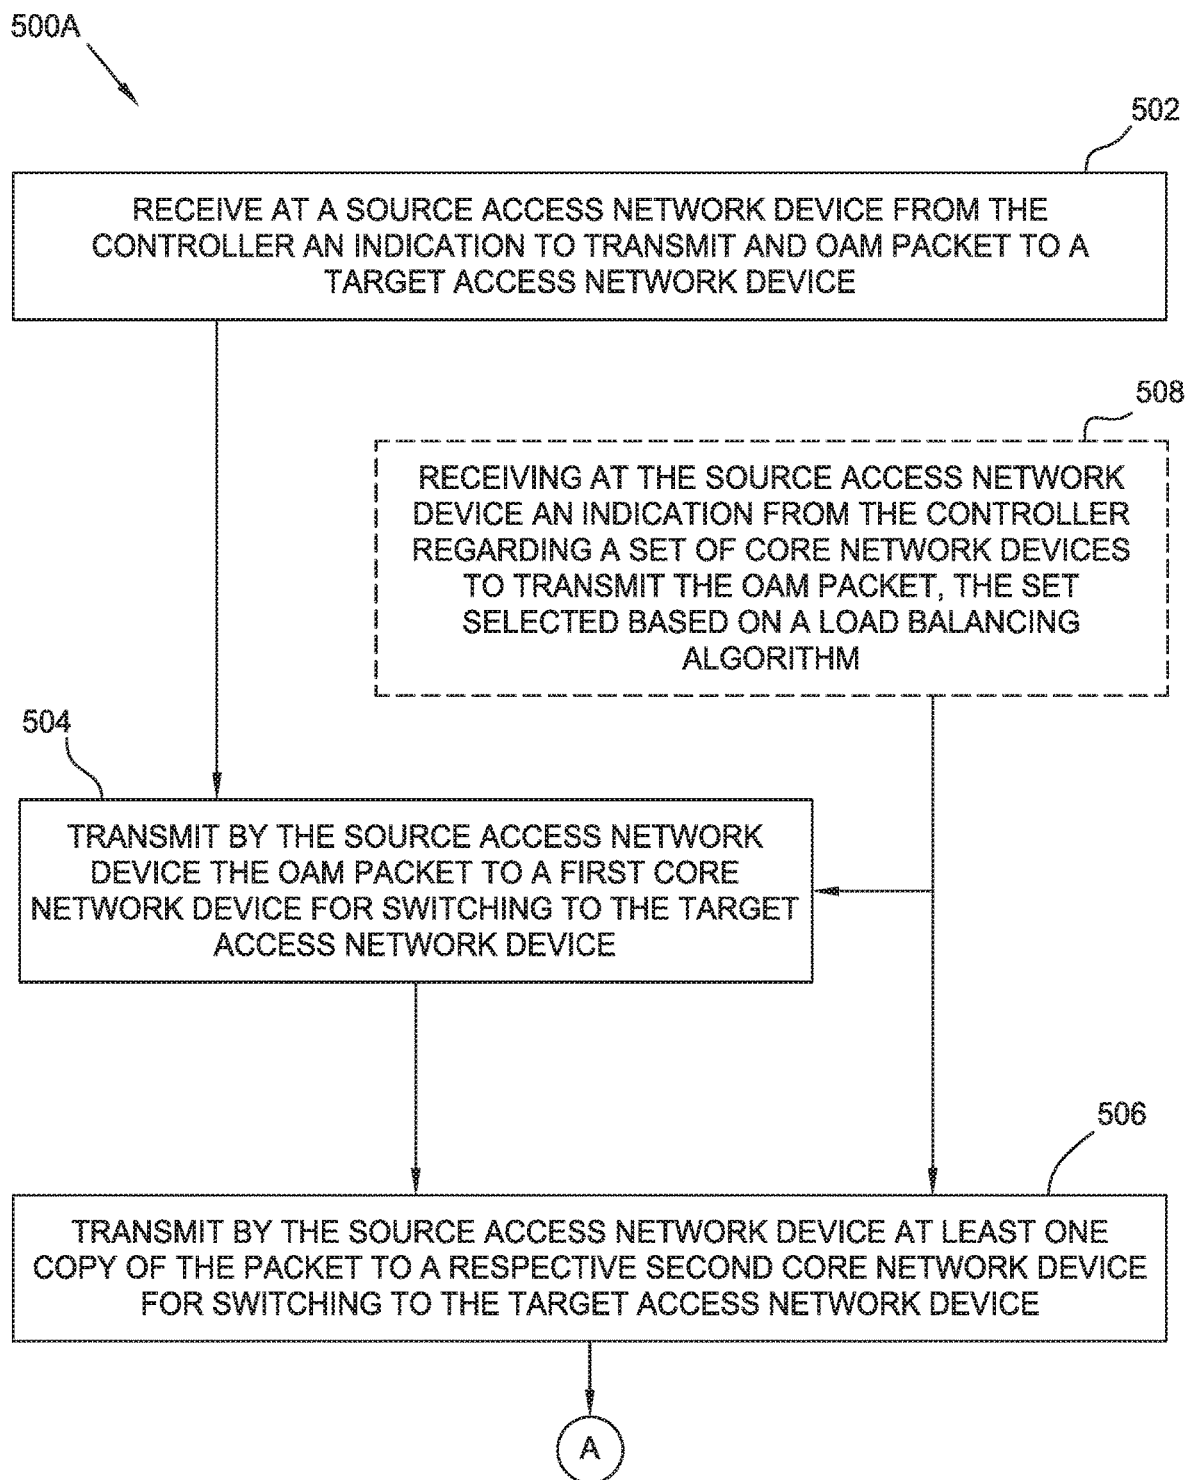 500A
502
RECEIVE AT A SOURCE ACCESS NETWORK DEVICE FROM THE
CONTROLLER AN INDICATION TO TRANSMIT AND OAM PACKET TO A
TARGET ACCESS NETWORK DEVICE
508
RECEIVING AT THE SOURCE ACCESS NETWORK
DEVICE AN INDICATION FROM THE CONTROLLER
REGARDING A SET OF CORE NETWORK DEVICES
TO TRANSMIT THE OAM PACKET, THE SET
SELECTED BASED ON A LOAD BALANCING
ALGORITHM
504
TRANSMIT BY THE SOURCE ACCESS NETWORK
DEVICE THE OAM PACKET TO A FIRST CORE
NETWORK DEVICE FOR SWITCHING TO THE TARGET
ACCESS NETWORK DEVICE
506
TRANSMIT BY THE SOURCE ACCESS NETWORK DEVICE AT LEAST ONE
COPY OF THE PACKET TO A RESPECTIVE SECOND CORE NETWORK DEVICE
FOR SWITCHING TO THE TARGET ACCESS NETWORK DEVICE
A